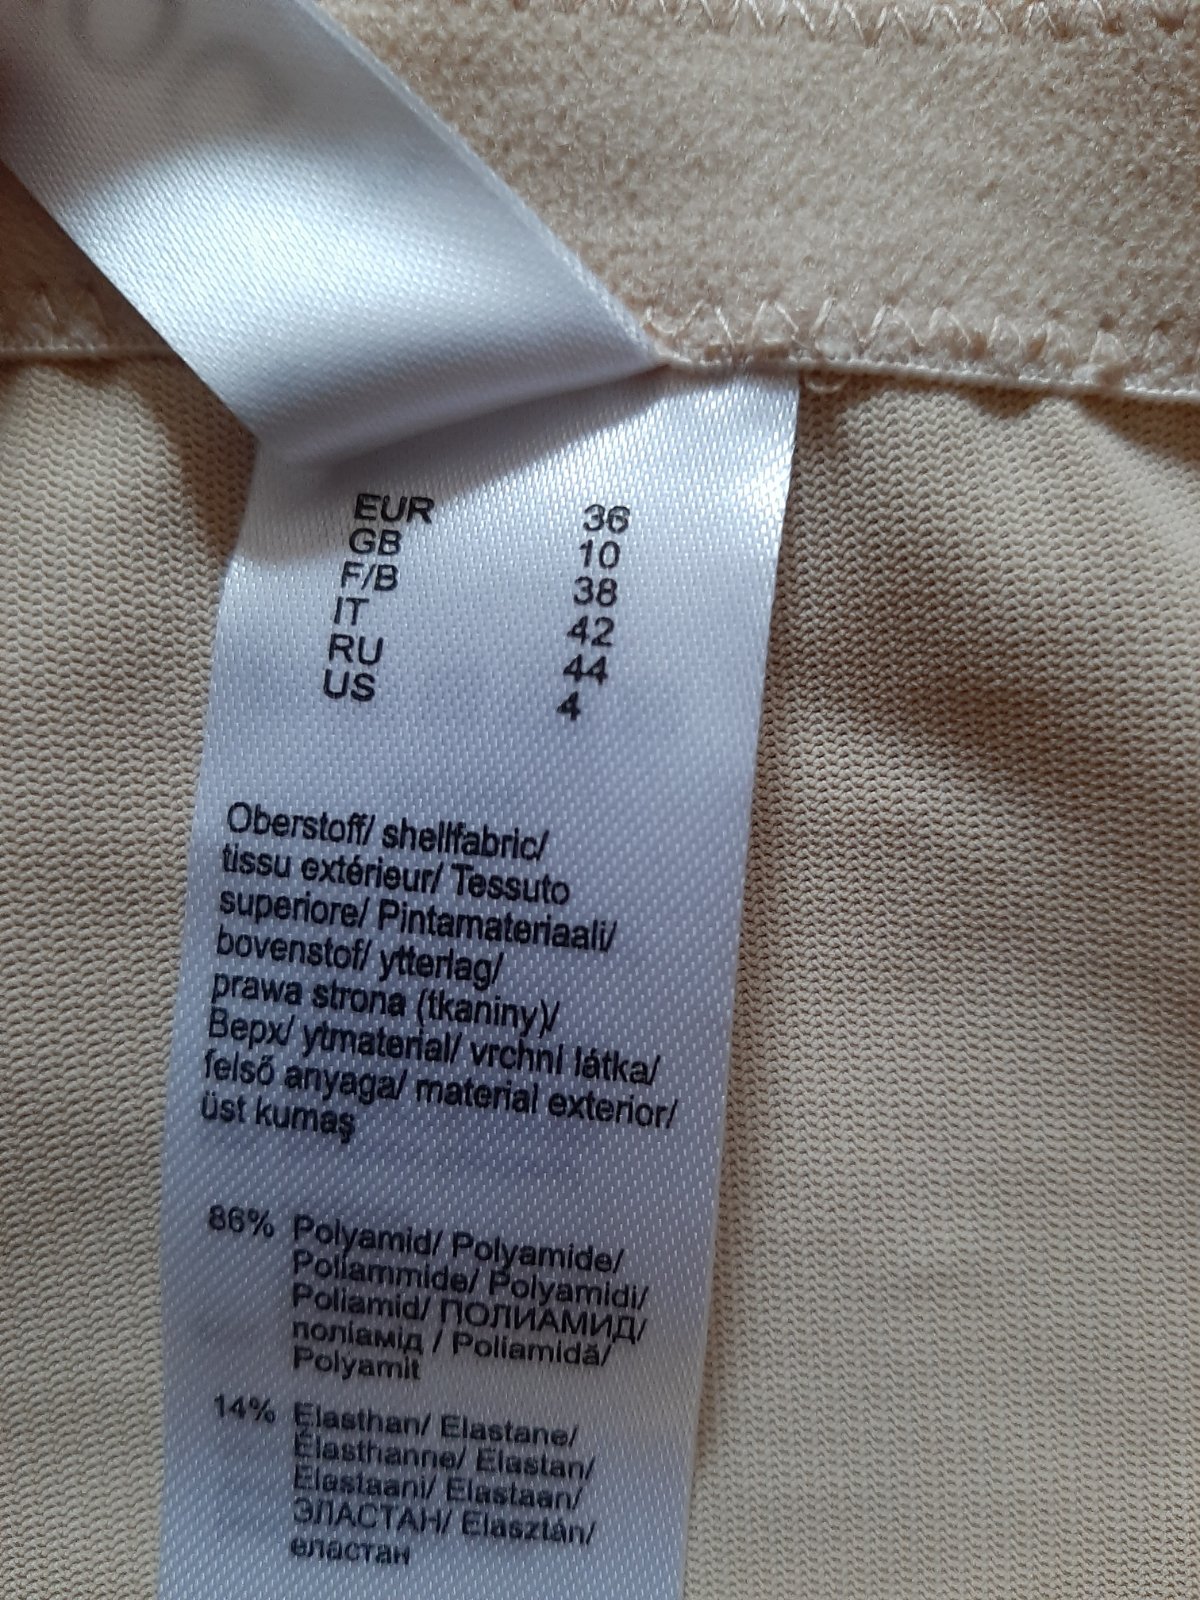 EUR 36
GB 10
F/B 38
IT 42
RU 44
US 4
Oberstoff/ shellfabric/
tissu extérieur/ Tessuto
superiore/ Pintamateriaali/
bovenstof/ ytterlag/
prawa strona (tkaniny)/
Верх/ ytmaterial/ vrchní látka/
felső anyaga/ material exterior/
üst kumaş
86% Polyamid/ Polyamide/
Poliammide/ Polyamidi/
Poliamid/ ПОЛИАМИД/
поліамід / Poliamidă/
Polyamit
14% Elasthan/ Elastane/
Élasthanne/ Elastan/
Elastaani/ Elastaan/
ЭЛАСТАН/ Elasztán/
еластан